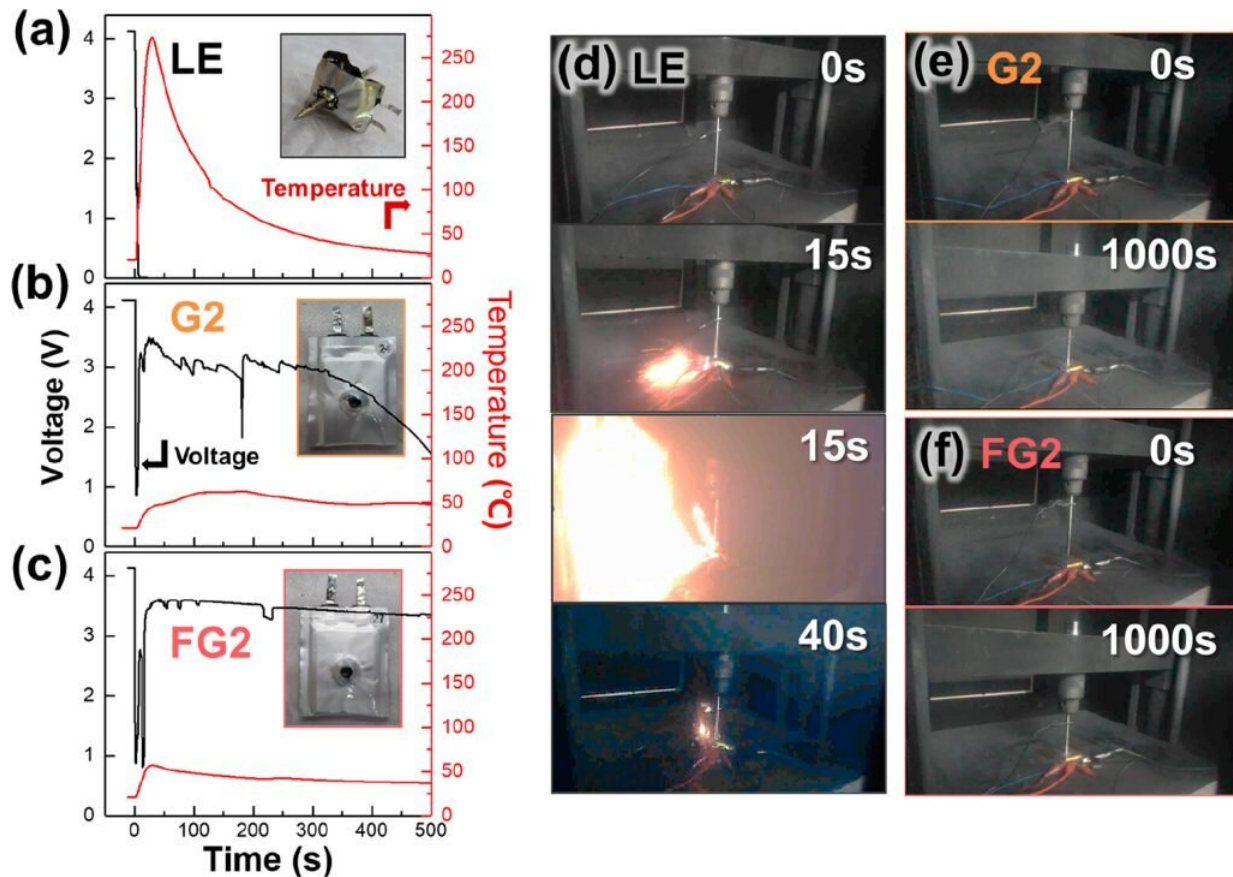 (a)
LE
Temperature
4
3
2
1
0
250
200
150
100
50
0
(b)
G2
Voltage
4
3
2
1
0
250
200
150
100
50
0
(c)
FG2
4
3
2
1
0
250
200
150
100
50
0
Voltage (V)
Temperature (℃)
0 100 200 300 400 500
Time (s)
(d) LE
0s
15s
15s
40s
(e) G2
0s
1000s
(f) FG2
0s
1000s